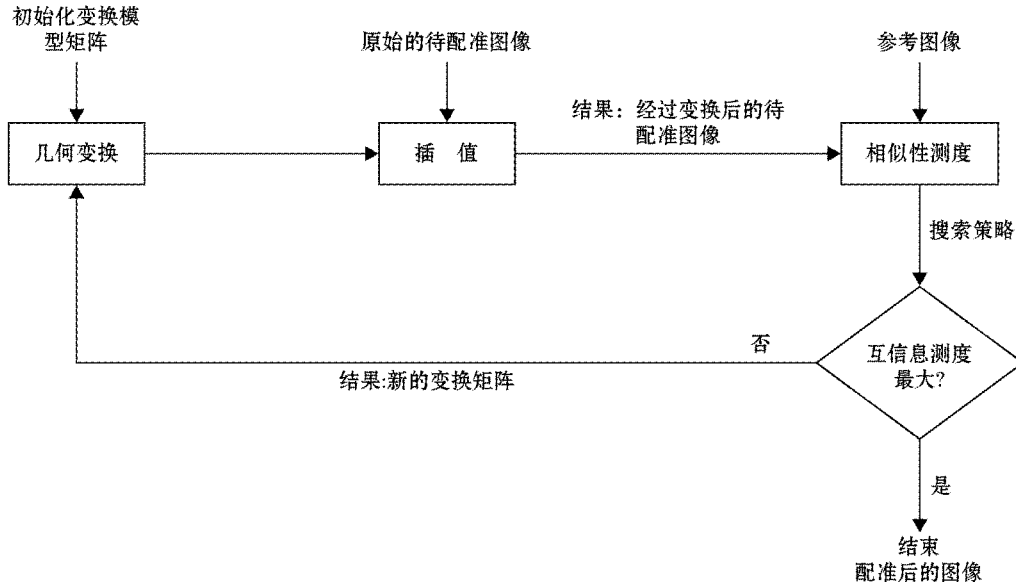 初始化变换模
型矩阵
原始的待配准图像
参考图像
几何变换
插 值
结果：经过变换后的待
配准图像
相似性测度
搜索策略
互信息测度
最大?
否
结果:新的变换矩阵
是
结束
配准后的图像